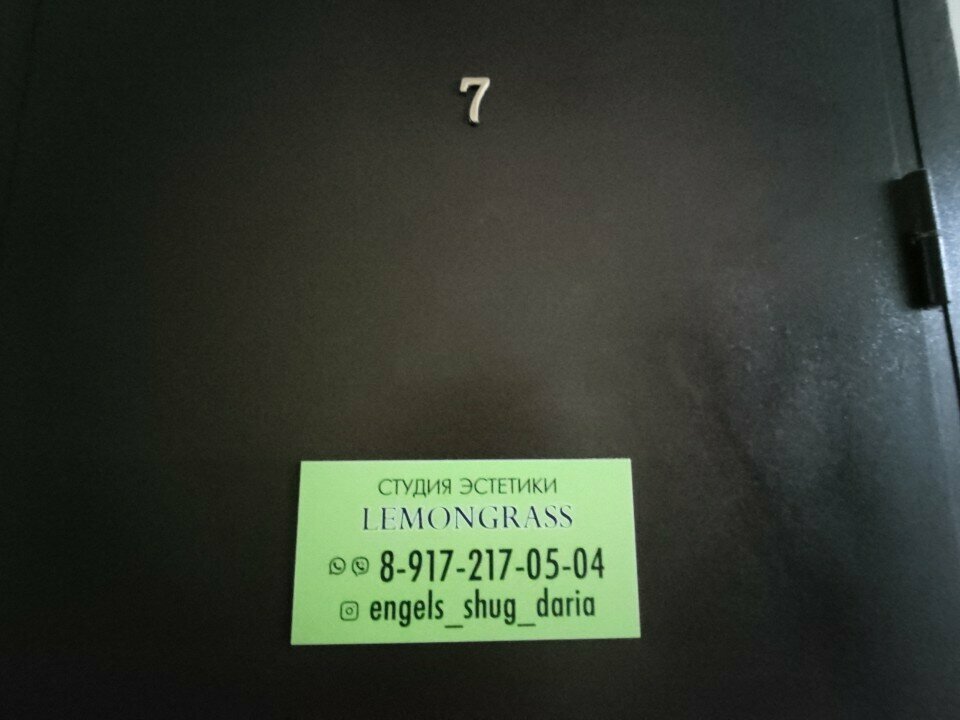 7
СТУДИЯ ЭСТЕТИКИ
LEMONGRASS
8-917-217-05-04
engels_shug_daria